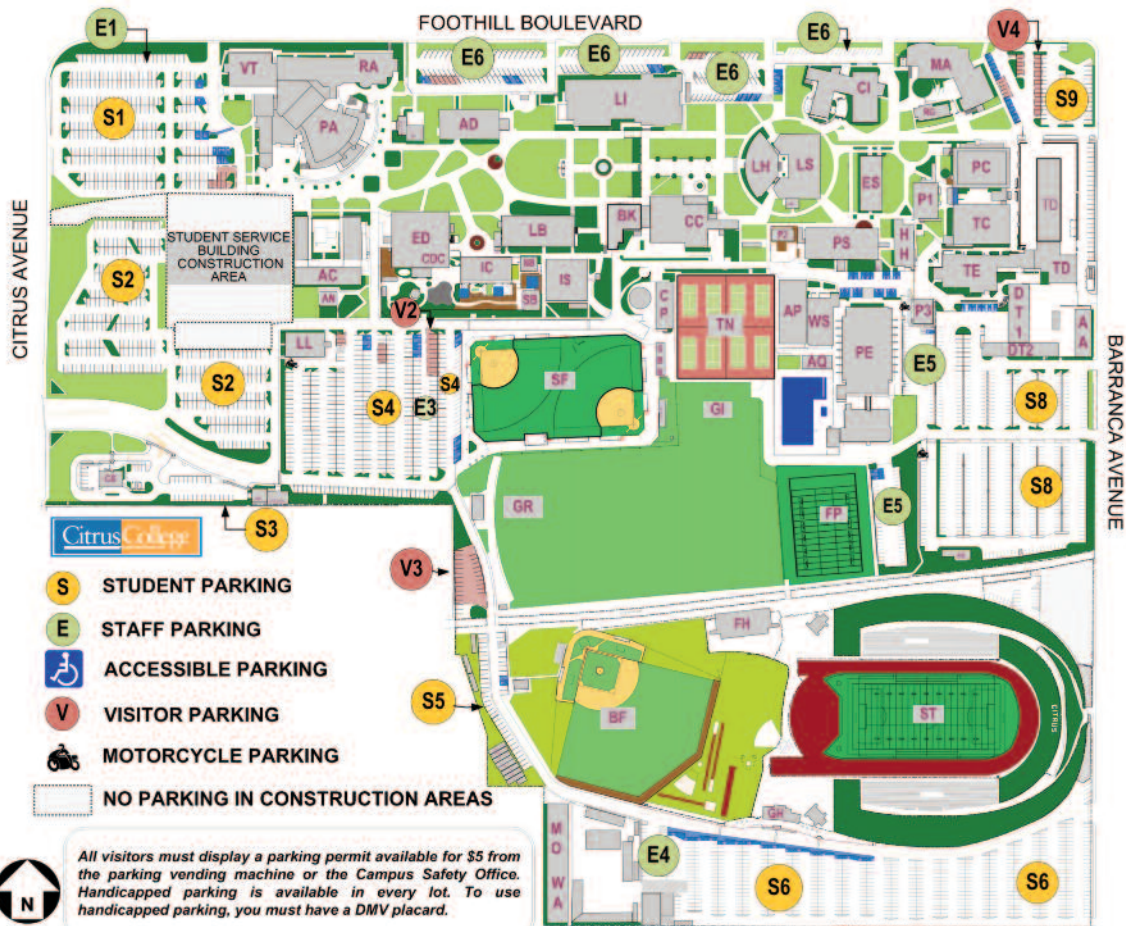 FOOTHILL BOULEVARD
E1
E6
E6
E6
E6
V4
VT
RA
MA
CI
LI
S1
S9
AD
PA
LH
LS
ES
PC
P1
TD
BK
CC
TC
CITRUS AVENUE
STUDENT SERVICE
BUILDING
CONSTRUCTION
AREA
ED
CDC
LB
P2
PS
H
H
IC
IS
SB
TE
TD
S2
AC
AN
V2
C
P
TN
AP
WS
P3
D
T
1
DT2
A
A
LL
SF
PE
AQ
E5
BARRANCA AVENUE
S2
S4
E3
S4
GI
S8
S8
GR
FP
E5
S3
Citrus College
V3
S STUDENT PARKING
E STAFF PARKING
ACCESSIBLE PARKING
V VISITOR PARKING
MOTORCYCLE PARKING
NO PARKING IN CONSTRUCTION AREAS
FH
S5
BF
ST
CITRUS
GH
M
O
W
A
E4
S6
S6
N
All visitors must display a parking permit available for $5 from
the parking vending machine or the Campus Safety Office.
Handicapped parking is available in every lot. To use
handicapped parking, you must have a DMV placard.